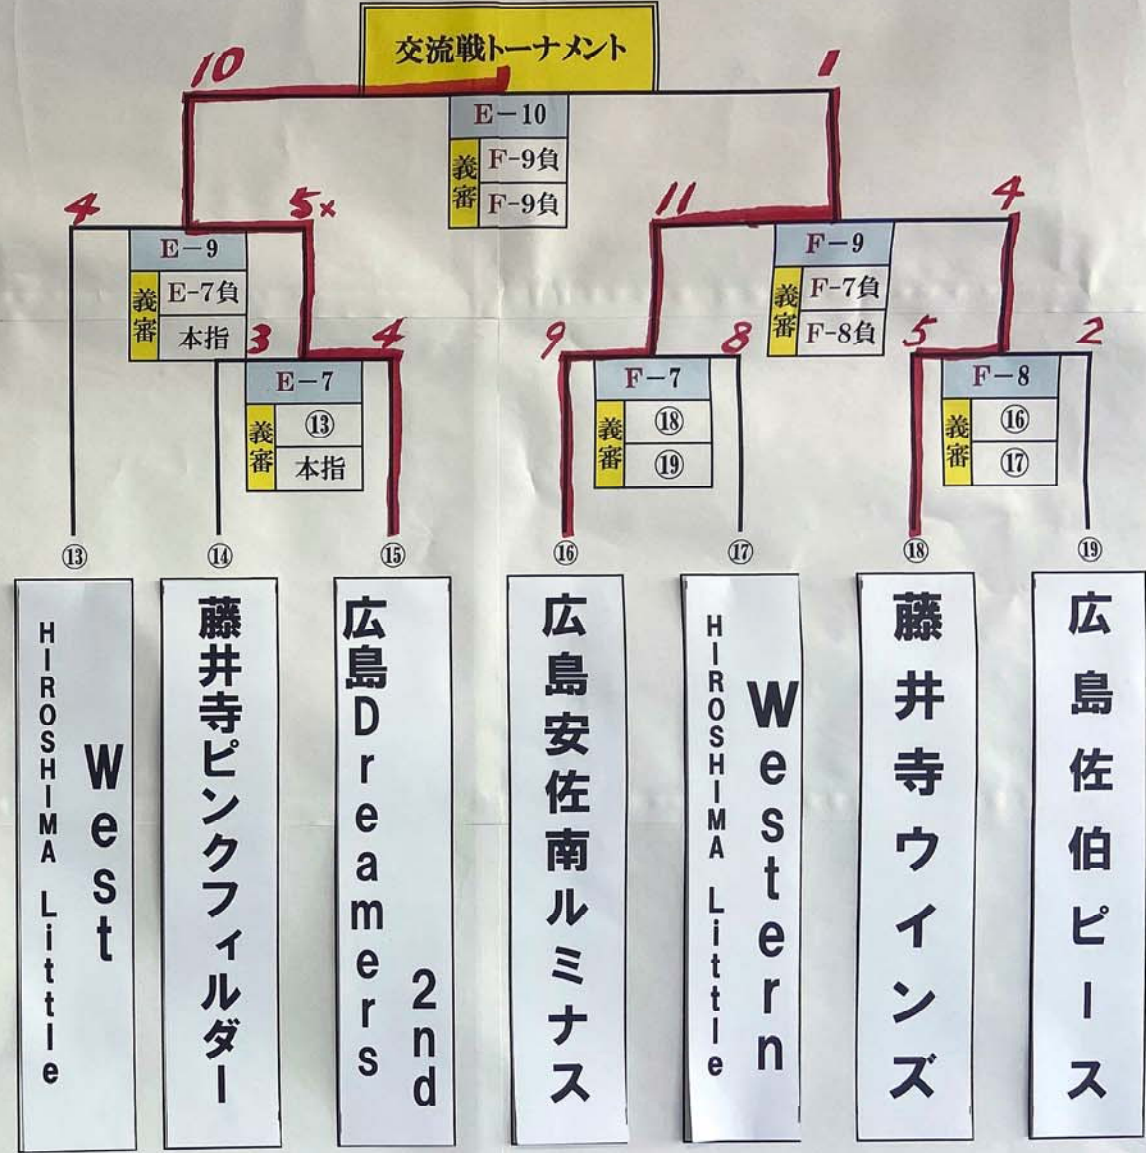 交流戦トーナメント
10
1
E-10
義審
F-9負
F-9負
4
5x
11
4
E-9
義審
E-7負
本指
F-9
義審
F-7負
F-8負
3
4
9
8
5
2
E-7
義審
⑬
本指
F-7
義審
⑱
⑲
F-8
義審
⑯
⑰
⑬
⑭
⑮
⑯
⑰
⑱
⑲
HIROSHIMA Little
West
藤井寺ピンクフィルダー
広島Dreamers
2nd
広島安佐南ルミナス
HIROSHIMA Little
Western
藤井寺ウインズ
広島佐伯ピース